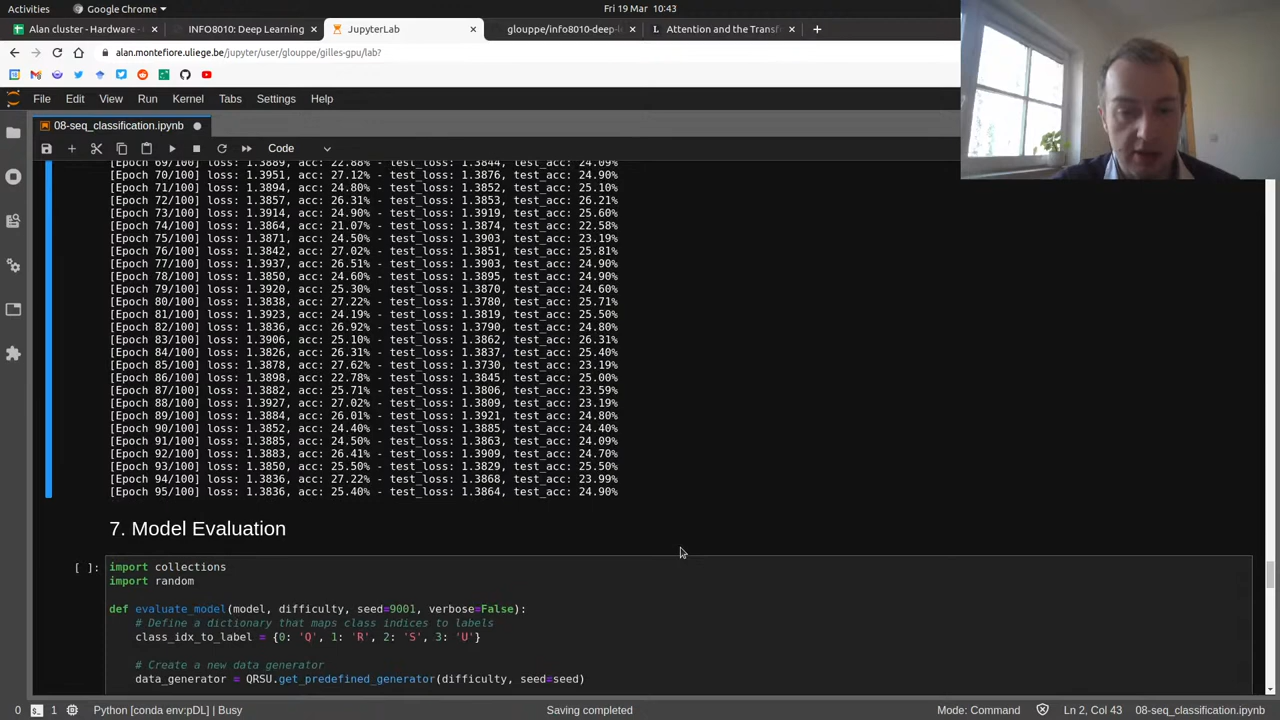 Activities
Google Chrome
Fri 19 Mar 10:43
Alan cluster - Hardware -
INFO8010: Deep Learning
JupyterLab
glouppe/info8010-deep-l
Attention and the Transf
alan.montefiore.uliege.be/jupyter/user/glouppe/gilles-gpu/lab?
File Edit View Run Kernel Tabs Settings Help
08-seq_classification.ipynb
Code
[Epoch 69/100] loss: 1.3889, acc: 22.88% - test_loss: 1.3844, test_acc: 24.09%
[Epoch 70/100] loss: 1.3951, acc: 27.12% - test_loss: 1.3876, test_acc: 24.90%
[Epoch 71/100] loss: 1.3894, acc: 24.80% - test_loss: 1.3852, test_acc: 25.10%
[Epoch 72/100] loss: 1.3857, acc: 26.31% - test_loss: 1.3853, test_acc: 26.21%
[Epoch 73/100] loss: 1.3914, acc: 24.90% - test_loss: 1.3919, test_acc: 25.60%
[Epoch 74/100] loss: 1.3864, acc: 21.07% - test_loss: 1.3874, test_acc: 22.58%
[Epoch 75/100] loss: 1.3871, acc: 24.50% - test_loss: 1.3903, test_acc: 23.19%
[Epoch 76/100] loss: 1.3842, acc: 27.02% - test_loss: 1.3851, test_acc: 25.81%
[Epoch 77/100] loss: 1.3937, acc: 26.51% - test_loss: 1.3903, test_acc: 24.90%
[Epoch 78/100] loss: 1.3850, acc: 24.60% - test_loss: 1.3895, test_acc: 24.90%
[Epoch 79/100] loss: 1.3920, acc: 25.30% - test_loss: 1.3870, test_acc: 24.60%
[Epoch 80/100] loss: 1.3838, acc: 27.22% - test_loss: 1.3780, test_acc: 25.71%
[Epoch 81/100] loss: 1.3923, acc: 24.19% - test_loss: 1.3819, test_acc: 25.50%
[Epoch 82/100] loss: 1.3836, acc: 26.92% - test_loss: 1.3790, test_acc: 24.80%
[Epoch 83/100] loss: 1.3906, acc: 25.10% - test_loss: 1.3862, test_acc: 26.31%
[Epoch 84/100] loss: 1.3826, acc: 26.31% - test_loss: 1.3837, test_acc: 25.40%
[Epoch 85/100] loss: 1.3878, acc: 27.62% - test_loss: 1.3730, test_acc: 23.19%
[Epoch 86/100] loss: 1.3898, acc: 22.78% - test_loss: 1.3845, test_acc: 25.00%
[Epoch 87/100] loss: 1.3882, acc: 25.71% - test_loss: 1.3806, test_acc: 23.59%
[Epoch 88/100] loss: 1.3927, acc: 27.02% - test_loss: 1.3809, test_acc: 23.19%
[Epoch 89/100] loss: 1.3884, acc: 26.01% - test_loss: 1.3921, test_acc: 24.80%
[Epoch 90/100] loss: 1.3852, acc: 24.40% - test_loss: 1.3885, test_acc: 24.40%
[Epoch 91/100] loss: 1.3885, acc: 24.50% - test_loss: 1.3863, test_acc: 24.09%
[Epoch 92/100] loss: 1.3883, acc: 26.41% - test_loss: 1.3909, test_acc: 24.70%
[Epoch 93/100] loss: 1.3850, acc: 25.50% - test_loss: 1.3829, test_acc: 25.50%
[Epoch 94/100] loss: 1.3836, acc: 27.22% - test_loss: 1.3868, test_acc: 23.99%
[Epoch 95/100] loss: 1.3836, acc: 25.40% - test_loss: 1.3864, test_acc: 24.90%
7. Model Evaluation
[ ]: import collections
import random
def evaluate_model(model, difficulty, seed=9001, verbose=False):
# Define a dictionary that maps class indices to labels
class_idx_to_label = {0: 'Q', 1: 'R', 2: 'S', 3: 'U'}
# Create a new data generator
data_generator = QRSU.get_predefined_generator(difficulty, seed=seed)
0 1 Python [conda env:pDL] | Busy
Saving completed
Mode: Command
Ln 2, Col 43
08-seq_classification.ipynb